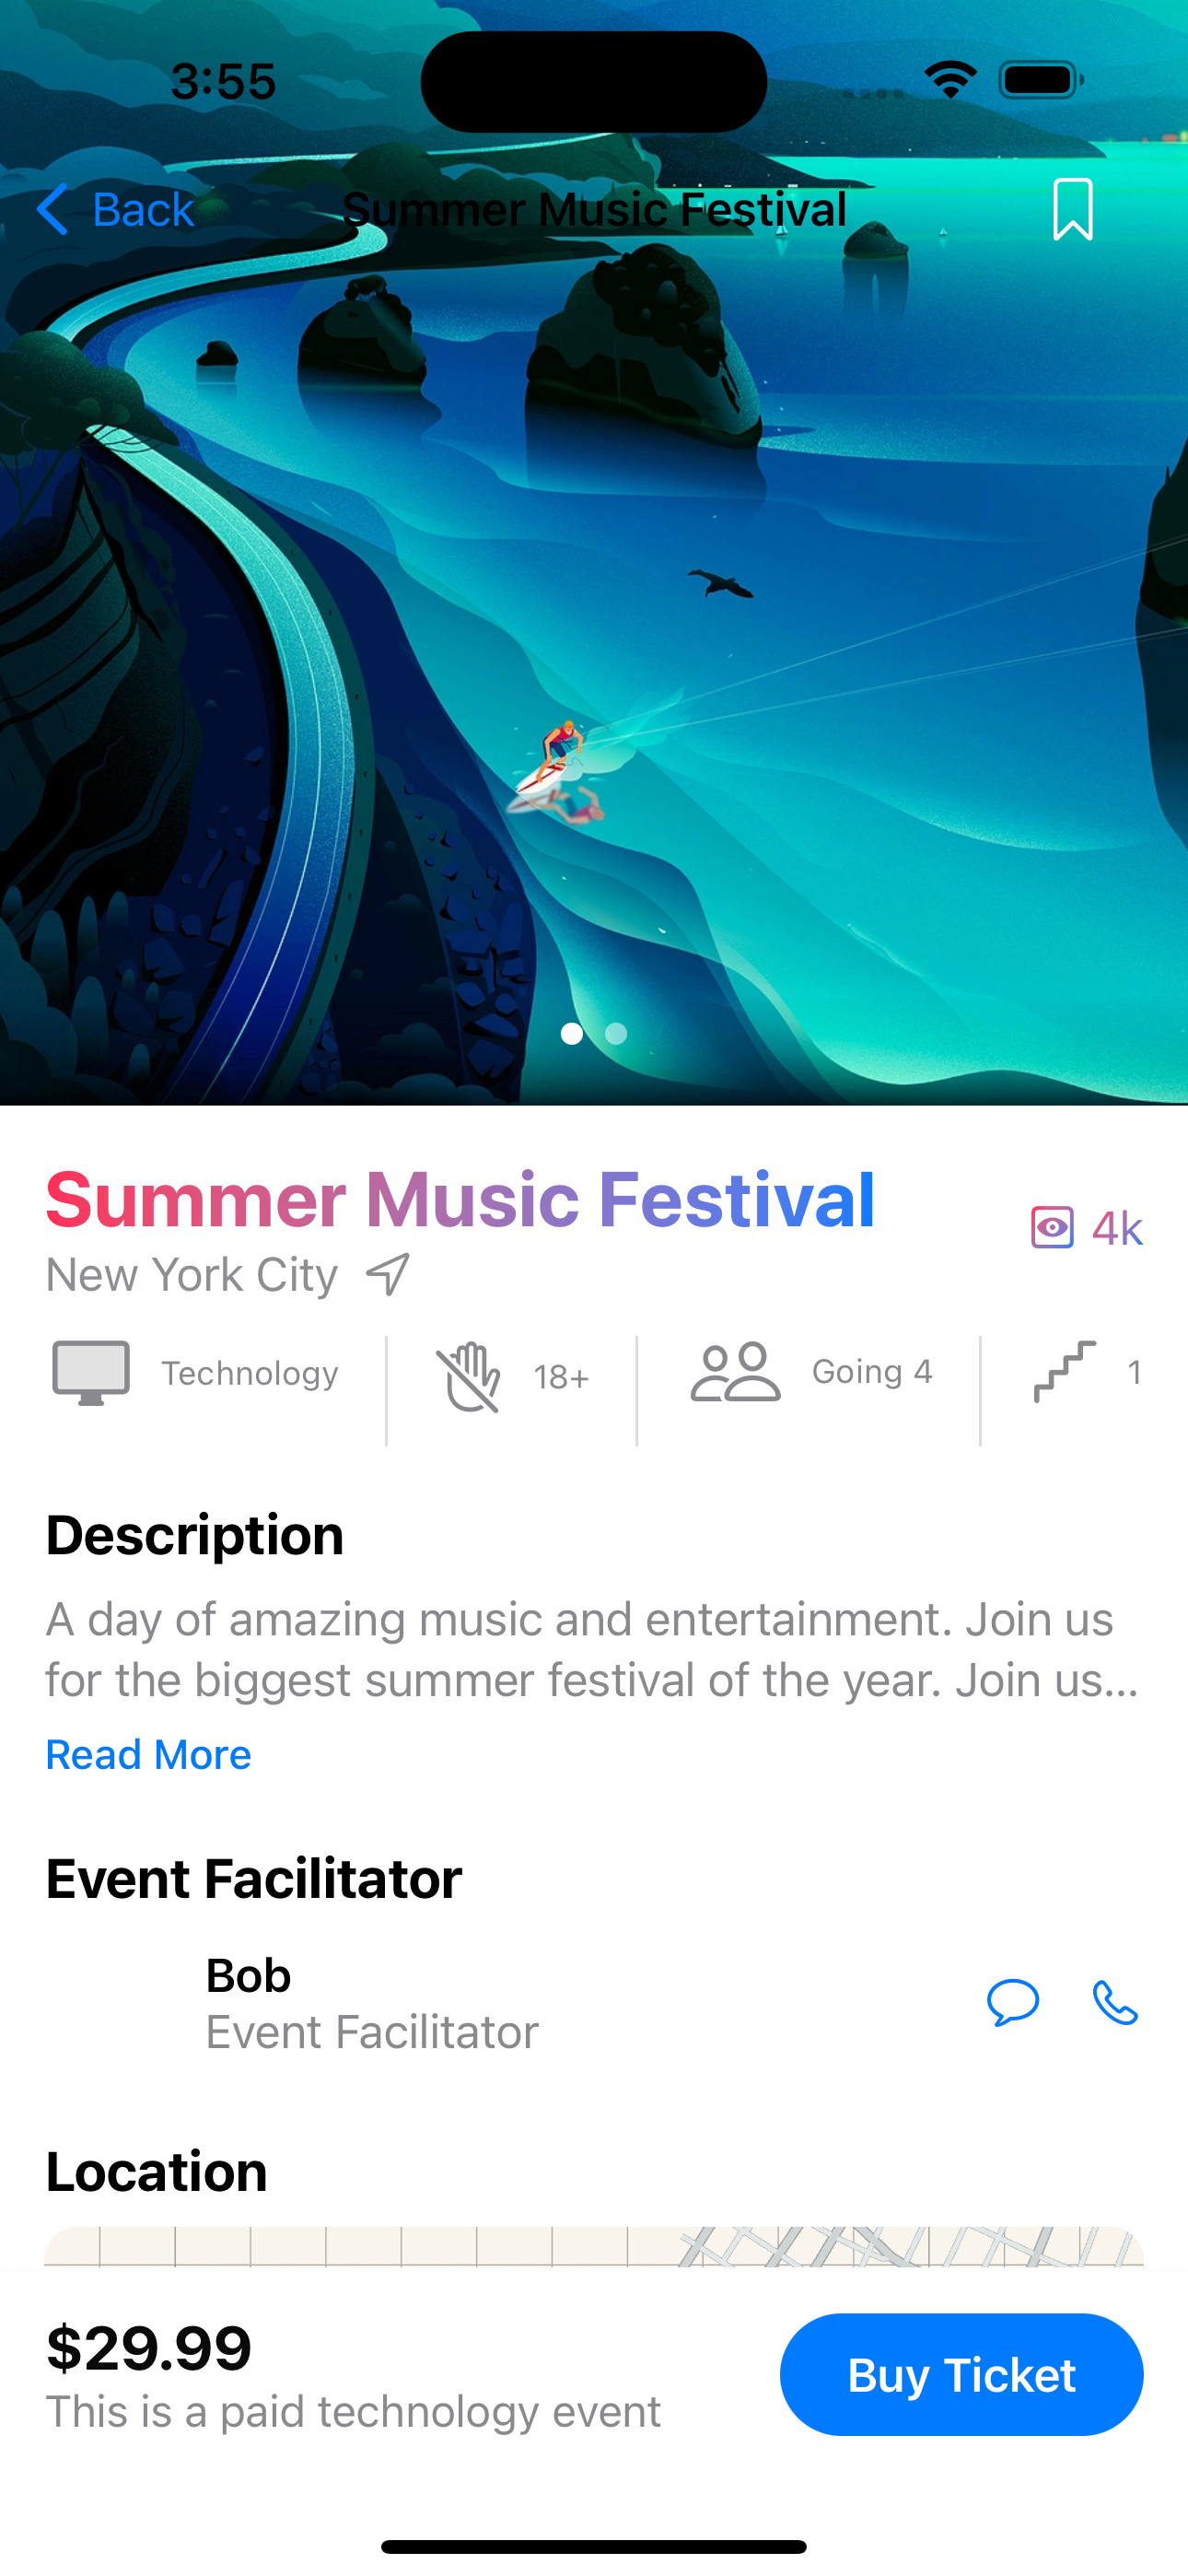 3:55
Back
Summer Music Festival
Summer Music Festival
4k
New York City
Technology
18+
Going 4
1
Description
A day of amazing music and entertainment. Join us
for the biggest summer festival of the year. Join us...
Read More
Event Facilitator
Bob
Event Facilitator
Location
$29.99
This is a paid technology event
Buy Ticket